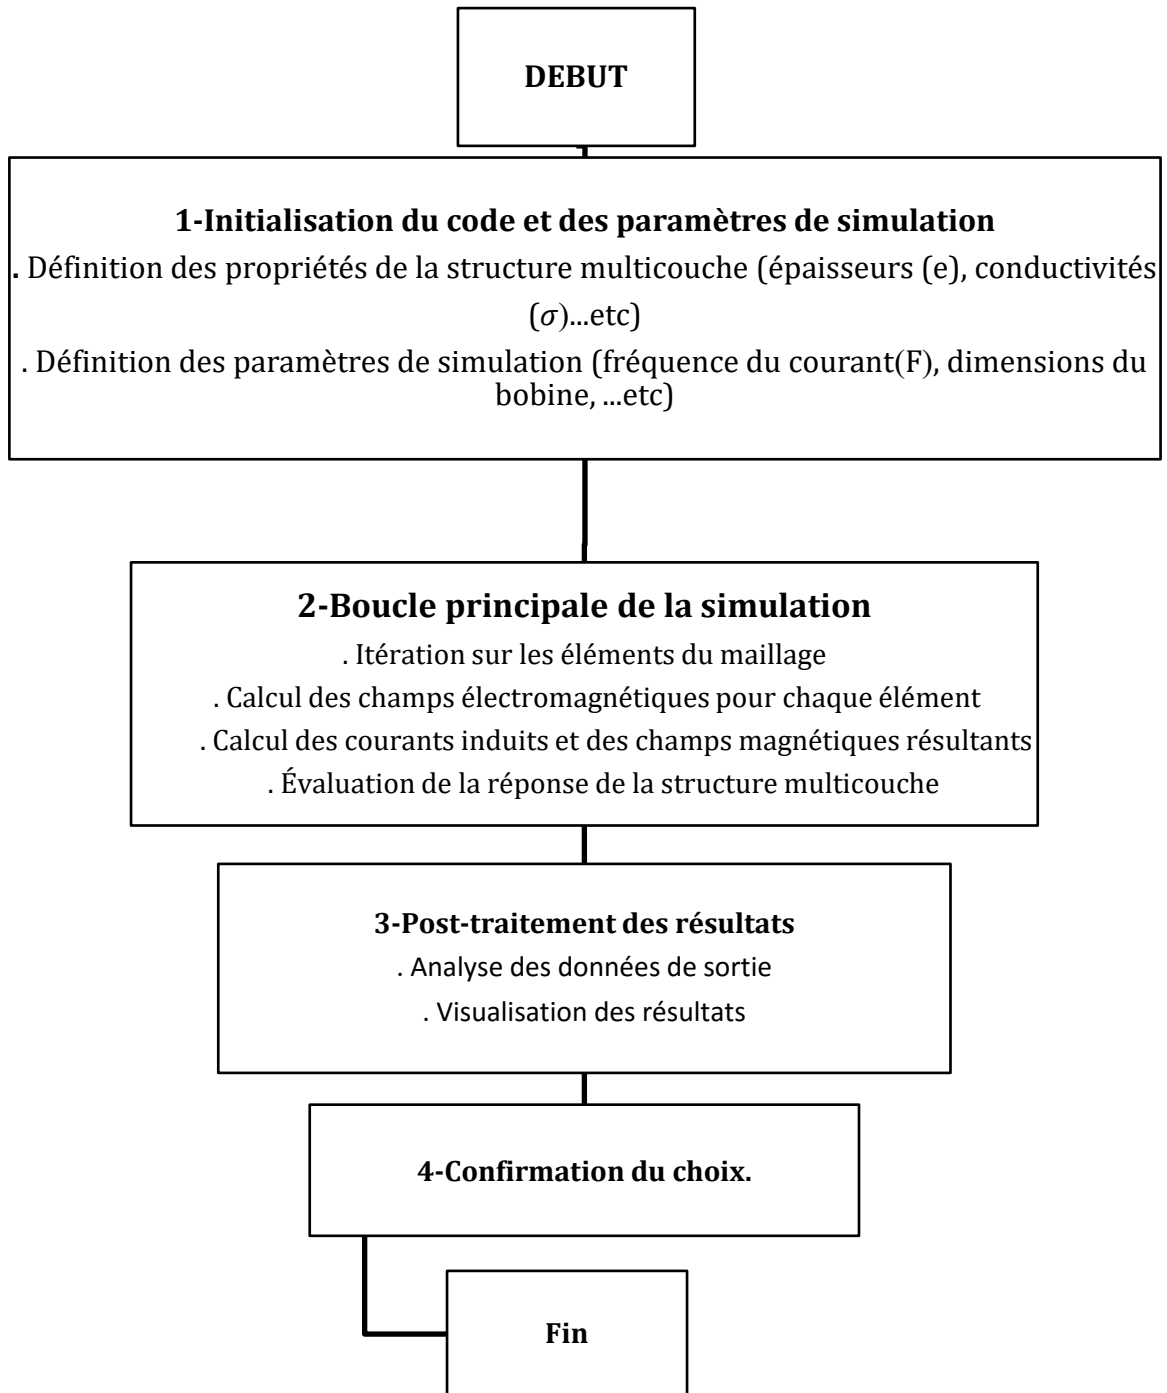 DEBUT
1-Initialisation du code et des paramètres de simulation
. Définition des propriétés de la structure multicouche (épaisseurs (e), conductivités
(σ)...etc)
. Définition des paramètres de simulation (fréquence du courant(F), dimensions du
bobine, ...etc)
2-Boucle principale de la simulation
. Itération sur les éléments du maillage
. Calcul des champs électromagnétiques pour chaque élément
. Calcul des courants induits et des champs magnétiques résultants
. Évaluation de la réponse de la structure multicouche
3-Post-traitement des résultats
. Analyse des données de sortie
. Visualisation des résultats
4-Confirmation du choix.
Fin